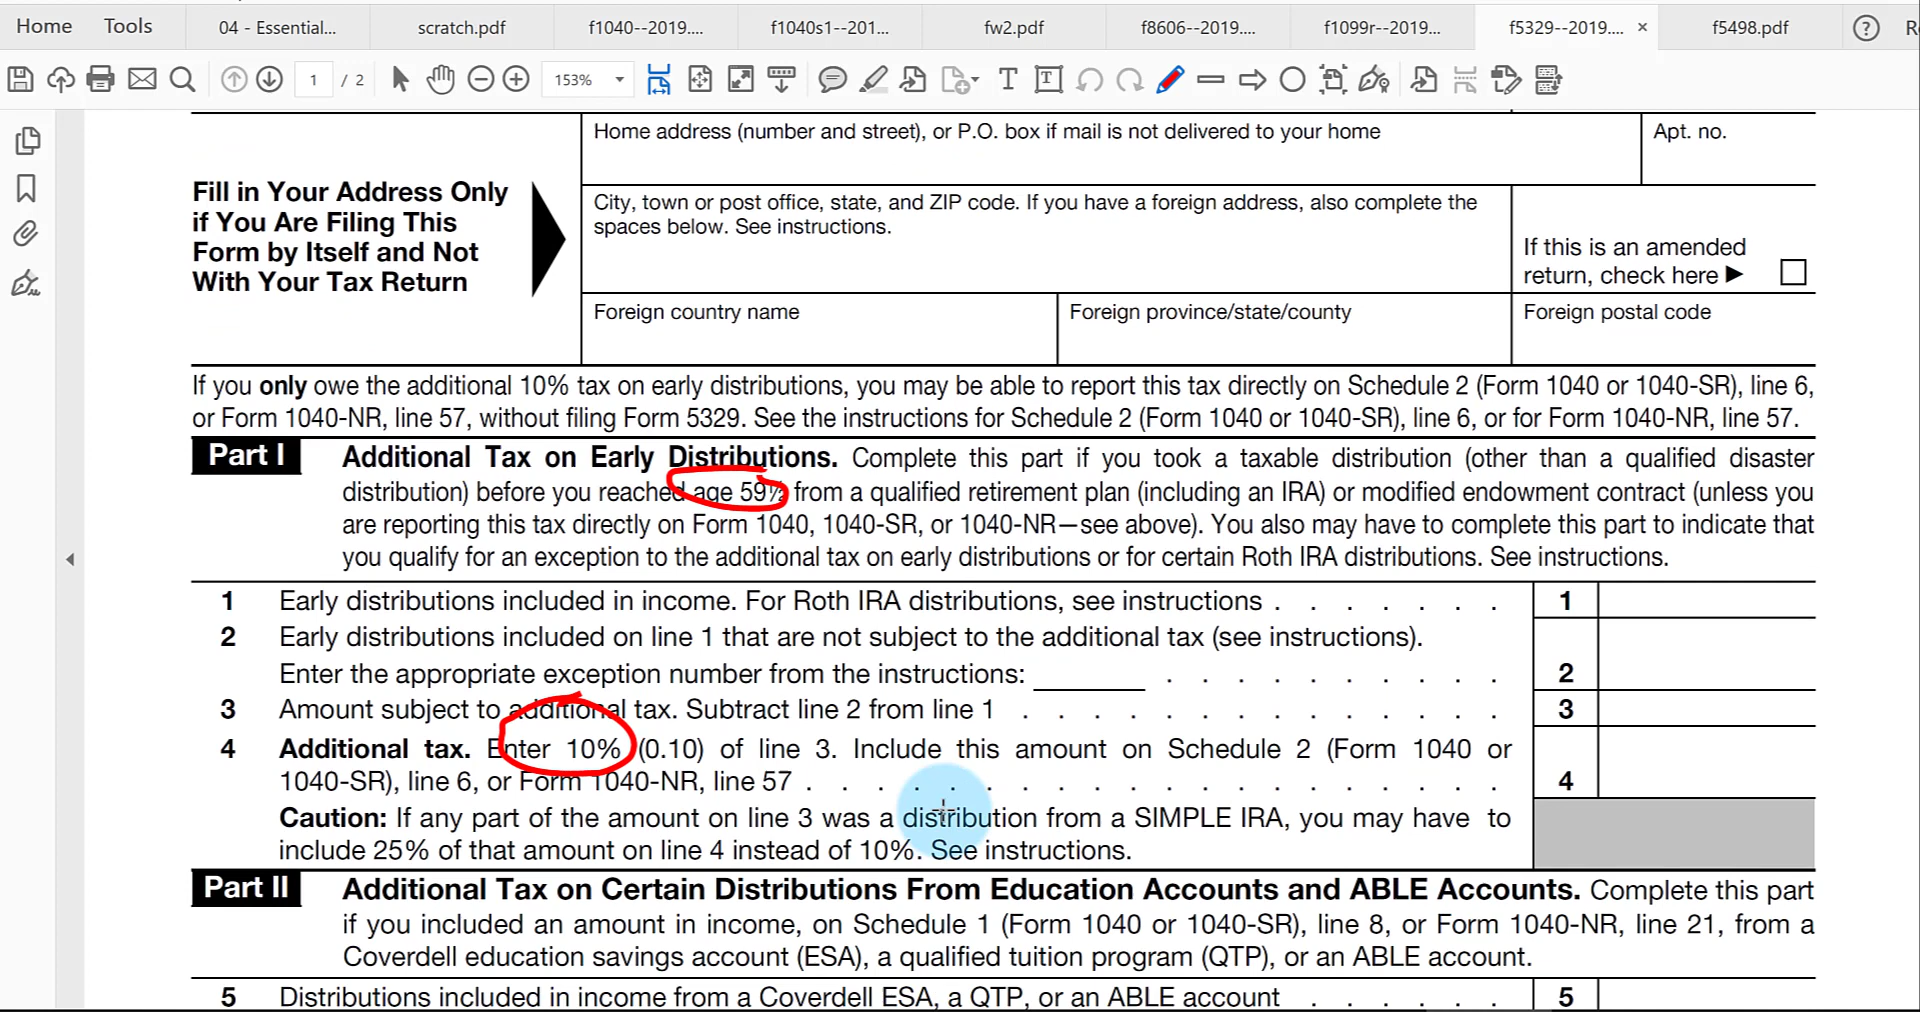 Home Tools 04 - Essential... scratch.pdf f1040--2019.... f1040s1--201... fw2.pdf f8606--2019.... f1099r--2019... f5329--2019.... × f5498.pdf ?
1 / 2 153% T T
Home address (number and street), or P.O. box if mail is not delivered to your home
Apt. no.
Fill in Your Address Only
if You Are Filing This
Form by Itself and Not
With Your Tax Return
City, town or post office, state, and ZIP code. If you have a foreign address, also complete the
spaces below. See instructions.
If this is an amended
return, check here ▶
Foreign country name
Foreign province/state/county
Foreign postal code
If you only owe the additional 10% tax on early distributions, you may be able to report this tax directly on Schedule 2 (Form 1040 or 1040-SR), line 6,
or Form 1040-NR, line 57, without filing Form 5329. See the instructions for Schedule 2 (Form 1040 or 1040-SR), line 6, or for Form 1040-NR, line 57.
Part I Additional Tax on Early Distributions. Complete this part if you took a taxable distribution (other than a qualified disaster
distribution) before you reached age 59½ from a qualified retirement plan (including an IRA) or modified endowment contract (unless you
are reporting this tax directly on Form 1040, 1040-SR, or 1040-NR—see above). You also may have to complete this part to indicate that
you qualify for an exception to the additional tax on early distributions or for certain Roth IRA distributions. See instructions.
1 Early distributions included in income. For Roth IRA distributions, see instructions . . . . . . . 1
2 Early distributions included on line 1 that are not subject to the additional tax (see instructions).
Enter the appropriate exception number from the instructions: . . . . . . . . . . 2
3 Amount subject to additional tax. Subtract line 2 from line 1 . . . . . . . . . . . . . . 3
4 Additional tax. Enter 10% (0.10) of line 3. Include this amount on Schedule 2 (Form 1040 or
1040-SR), line 6, or Form 1040-NR, line 57 . . . . . . . . . . . . . . . . . . . . 4
Caution: If any part of the amount on line 3 was a distribution from a SIMPLE IRA, you may have to
include 25% of that amount on line 4 instead of 10%. See instructions.
Part II Additional Tax on Certain Distributions From Education Accounts and ABLE Accounts. Complete this part
if you included an amount in income, on Schedule 1 (Form 1040 or 1040-SR), line 8, or Form 1040-NR, line 21, from a
Coverdell education savings account (ESA), a qualified tuition program (QTP), or an ABLE account.
5 Distributions included in income from a Coverdell ESA, a QTP, or an ABLE account . . . . . . 5